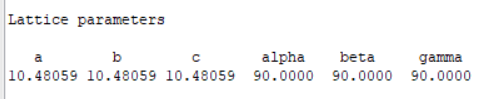 Lattice parameters
a b c alpha beta gamma
10.48059 10.48059 10.48059 90.0000 90.0000 90.0000